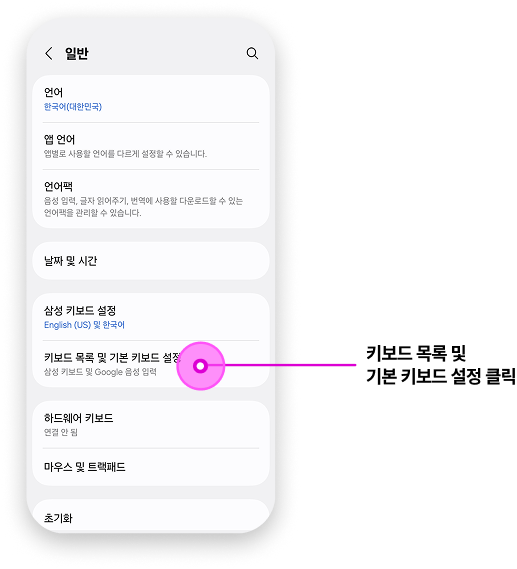 일반
언어
한국어(대한민국)
앱 언어
앱별로 사용할 언어를 다르게 설정할 수 있습니다.
언어팩
음성 입력, 글자 읽어주기, 번역에 사용할 다운로드할 수 있는
언어팩을 관리할 수 있습니다.
날짜 및 시간
삼성 키보드 설정
English (US) 및 한국어
키보드 목록 및 기본 키보드 설정
삼성 키보드 및 Google 음성 입력
키보드 목록 및
기본 키보드 설정 클릭
하드웨어 키보드
연결 안 됨
마우스 및 트랙패드
초기화